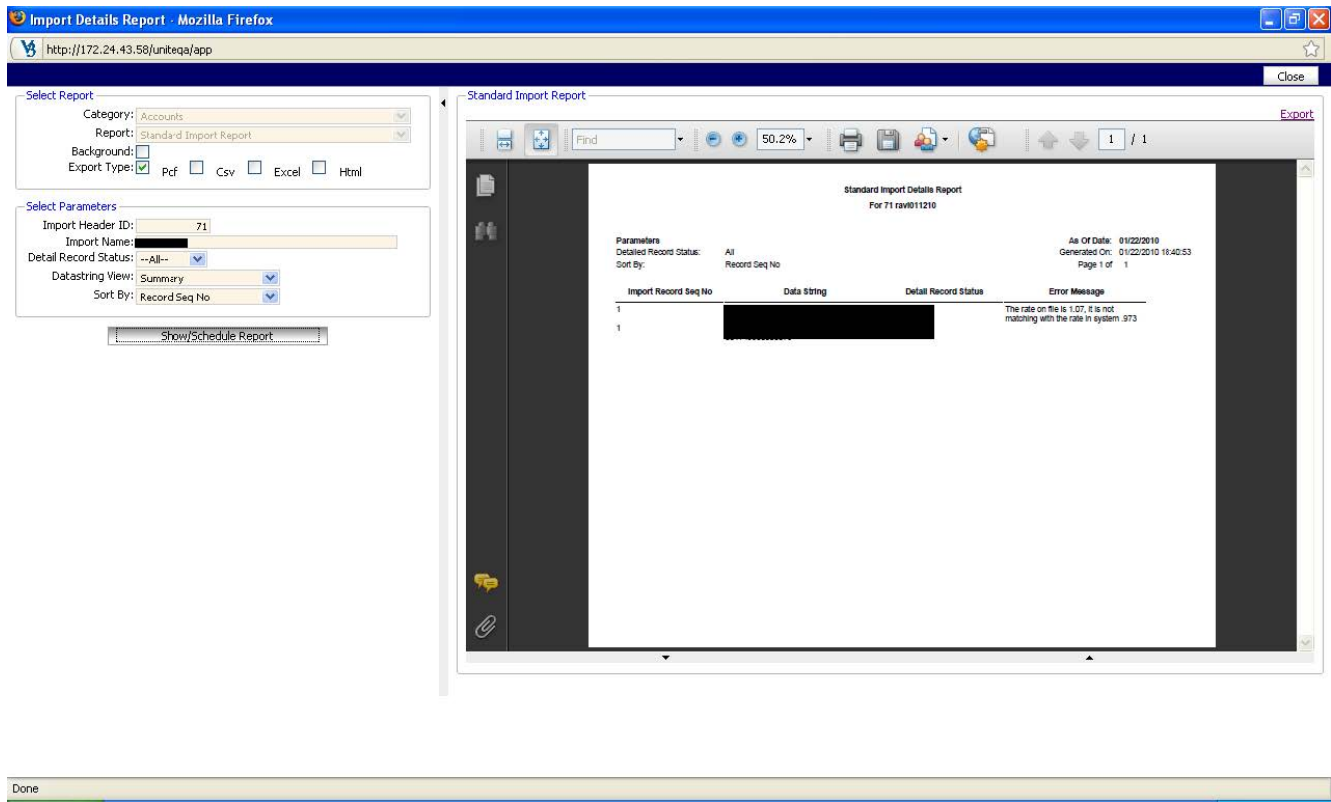 Import Details Report - Mozilla Firefox
http://172.24.43.58/uniteqa/app
Close
Select Report
Category: Accounts
Report: Standard Import Report
Background:
Export Type: Pcf Csv Excel Html
Select Parameters
Import Header ID: 71
Import Name:
Detail Record Status: --All--
Datastring View: Summary
Sort By: Record Seq No
Show/Schedule Report
Standard Import Report
Export
Find 50.2% 1 / 1
Standard Import Details Report
For 71 ravi011210
Parameters
Detailed Record Status: All
Sort By: Record Seq No
As Of Date: 01/22/2010
Generated On: 01/22/2010 18:40:53
Page 1 of 1
Import Record Seq No Data String Detail Record Status Error Message
1 The rate on file is 1.07, it is not
matching with the rate in system .973
1
Done